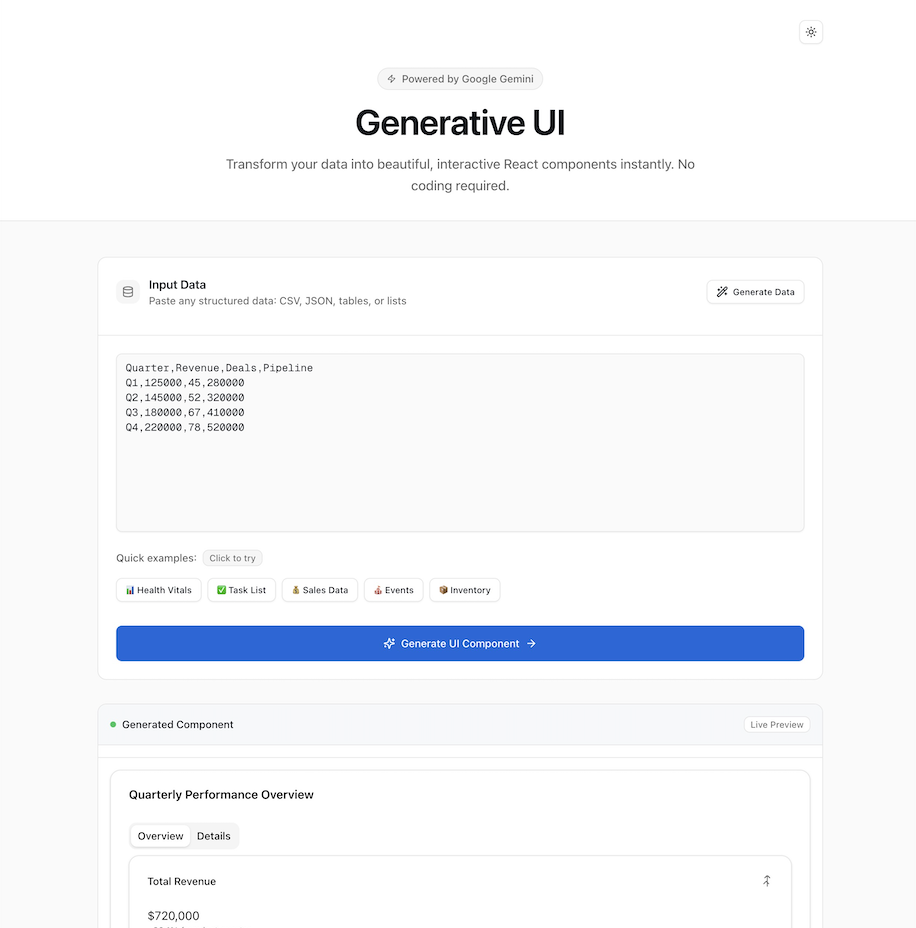 Powered by Google Gemini
Generative UI
Transform your data into beautiful, interactive React components instantly. No
coding required.
Input Data
Paste any structured data: CSV, JSON, tables, or lists
Generate Data
Quarter,Revenue,Deals,Pipeline
Q1,125000,45,280000
Q2,145000,52,320000
Q3,180000,67,410000
Q4,220000,78,520000
Quick examples:
Click to try
Health Vitals
Task List
Sales Data
Events
Inventory
Generate UI Component
Generated Component
Live Preview
Quarterly Performance Overview
Overview
Details
Total Revenue
$720,000